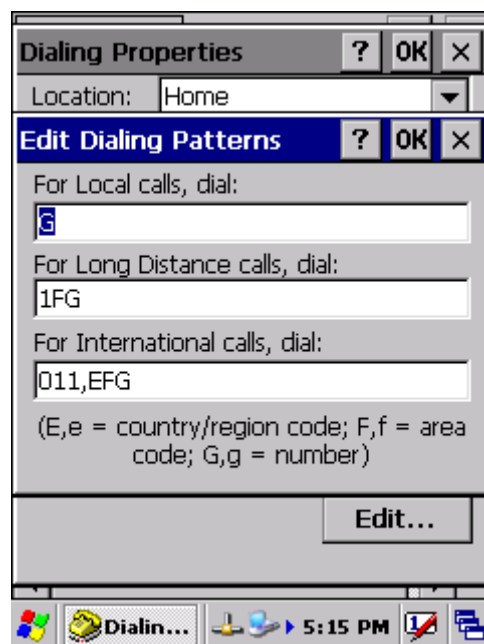 Dialing Properties ? OK ×
Location: Home
Edit Dialing Patterns ? OK ×
For Local calls, dial:
G
For Long Distance calls, dial:
1FG
For International calls, dial:
011,EFG
(E,e = country/region code; F,f = area
code; G,g = number)
Edit...
Dialin... 5:15 PM